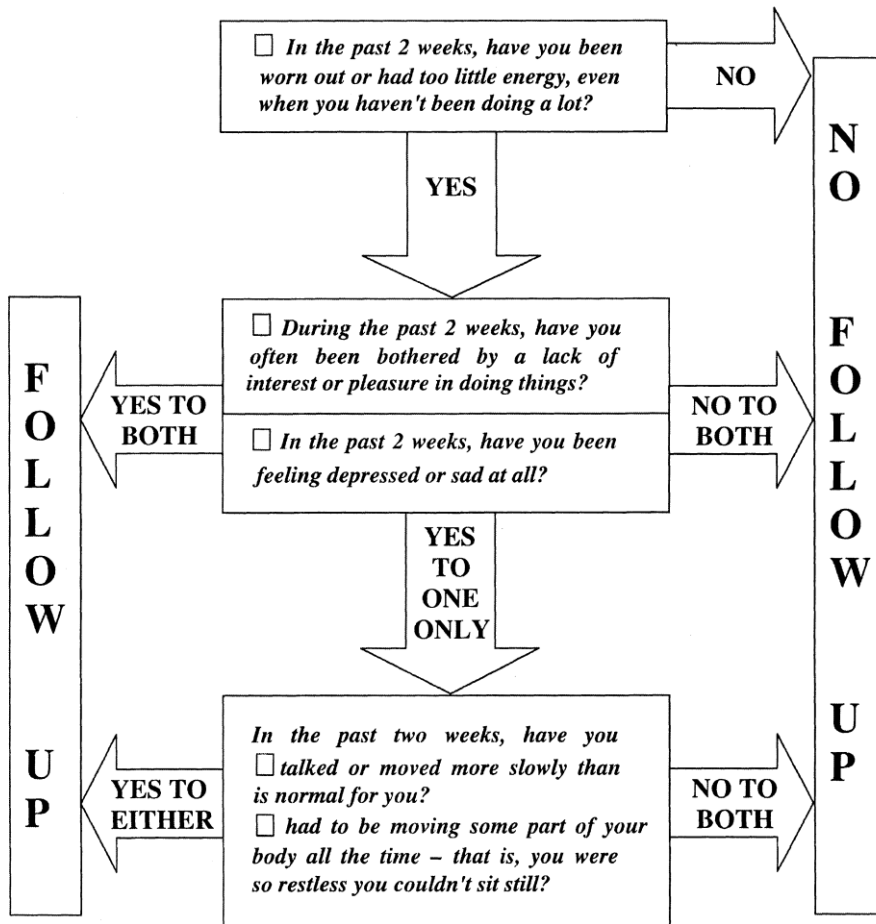 ☐ In the past 2 weeks, have you been
worn out or had too little energy, even
when you haven't been doing a lot?
NO
YES
☐ During the past 2 weeks, have you
often been bothered by a lack of
interest or pleasure in doing things?
YES TO
BOTH
NO TO
BOTH
☐ In the past 2 weeks, have you been
feeling depressed or sad at all?
YES
TO
ONE
ONLY
In the past two weeks, have you
☐ talked or moved more slowly than
is normal for you?
☐ had to be moving some part of your
body all the time – that is, you were
so restless you couldn't sit still?
YES TO
EITHER
NO TO
BOTH
FOLLOW UP
NO FOLLOW UP